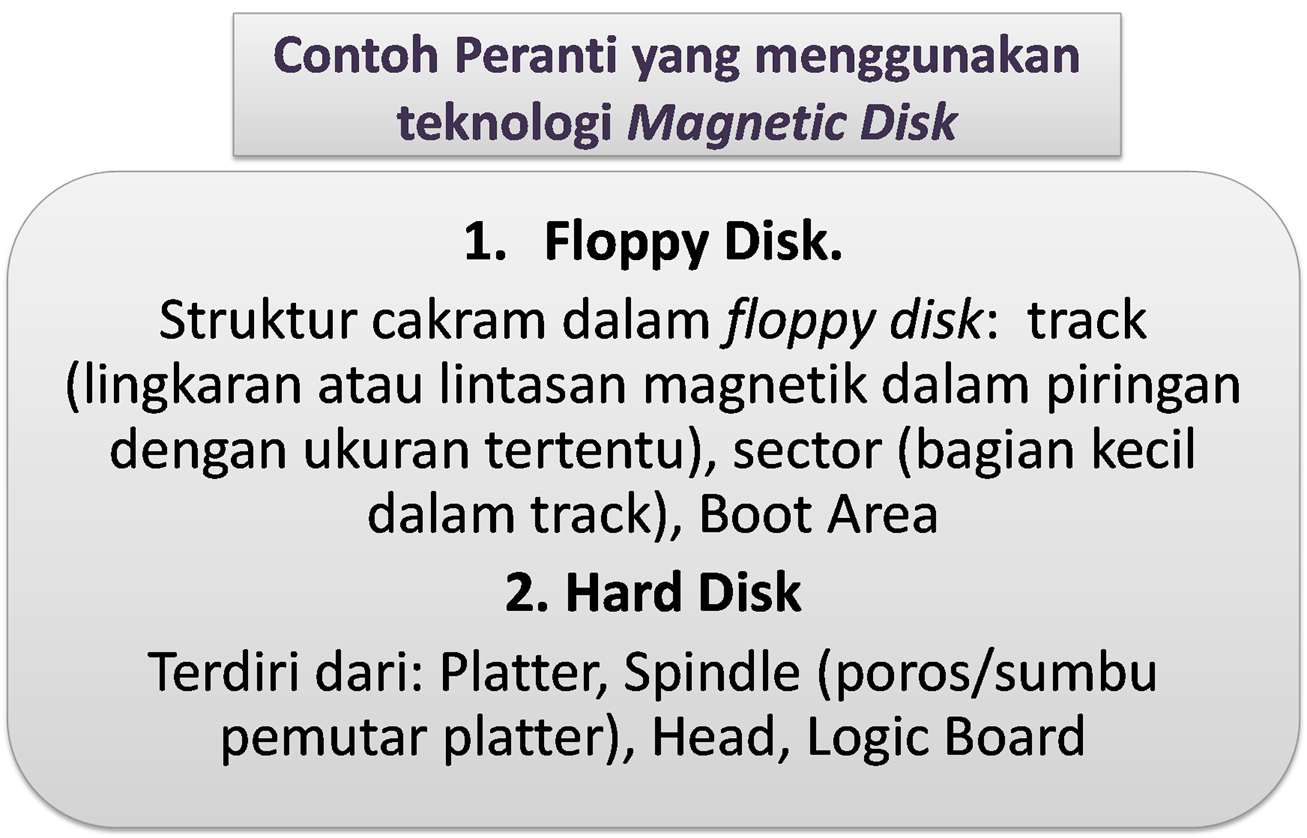 Contoh Peranti yang menggunakan
teknologi Magnetic Disk
1. Floppy Disk.
Struktur cakram dalam floppy disk: track
(lingkaran atau lintasan magnetik dalam piringan
dengan ukuran tertentu), sector (bagian kecil
dalam track), Boot Area
2. Hard Disk
Terdiri dari: Platter, Spindle (poros/sumbu
pemutar platter), Head, Logic Board